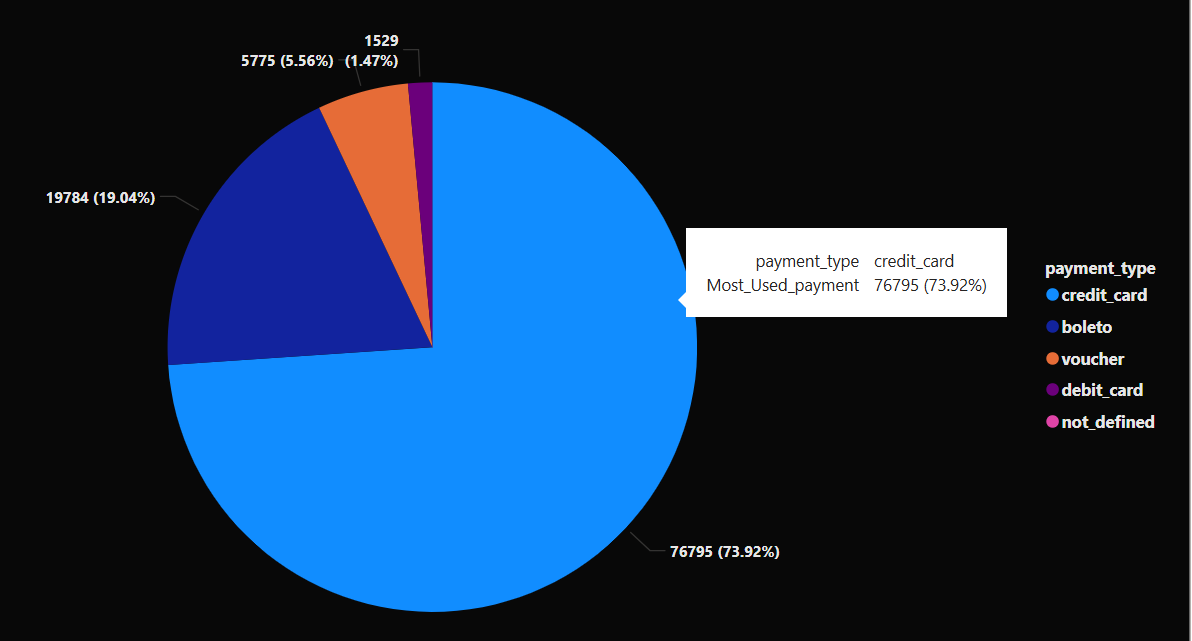 1529
5775 (5.56%) (1.47%)
19784 (19.04%)
payment_type credit_card
Most_Used_payment 76795 (73.92%)
payment_type
credit_card
boleto
voucher
debit_card
not_defined
76795 (73.92%)